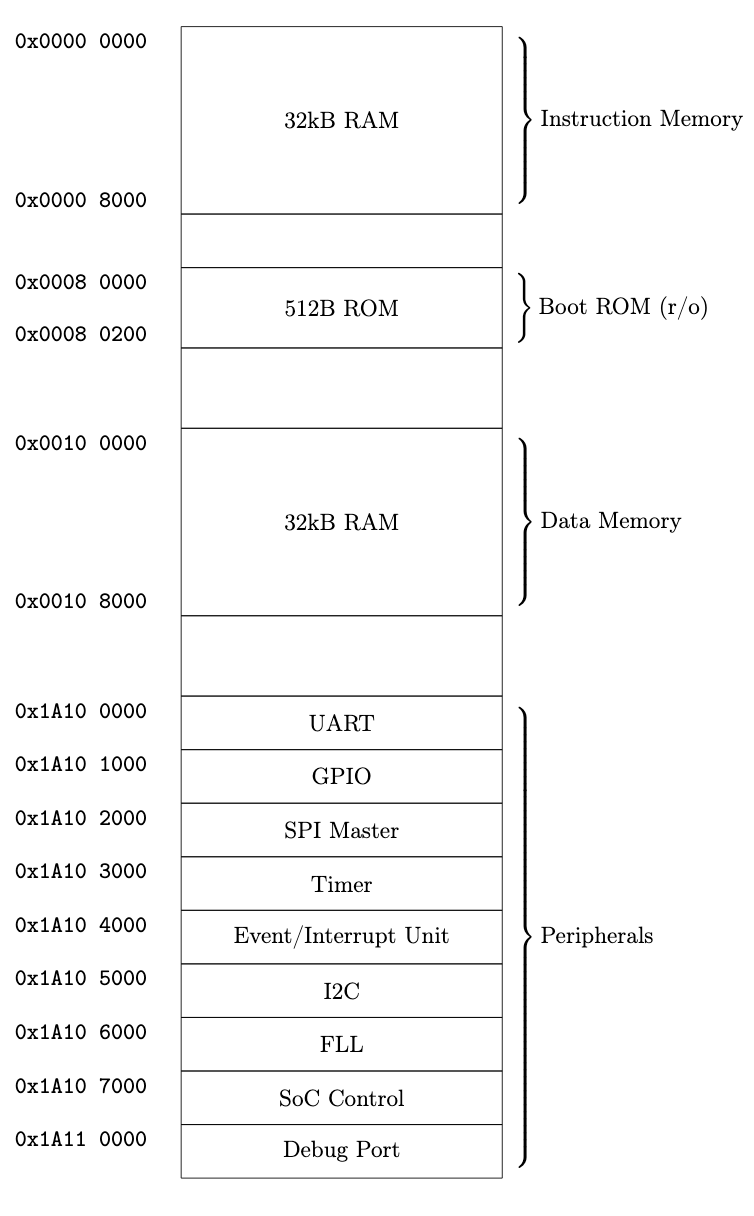 0x0000 0000
32kB RAM
Instruction Memory
0x0000 8000
0x0008 0000
512B ROM
Boot ROM (r/o)
0x0008 0200
0x0010 0000
32kB RAM
Data Memory
0x0010 8000
0x1A10 0000
UART
0x1A10 1000
GPIO
0x1A10 2000
SPI Master
0x1A10 3000
Timer
0x1A10 4000
Event/Interrupt Unit
Peripherals
0x1A10 5000
I2C
0x1A10 6000
FLL
0x1A10 7000
SoC Control
0x1A11 0000
Debug Port